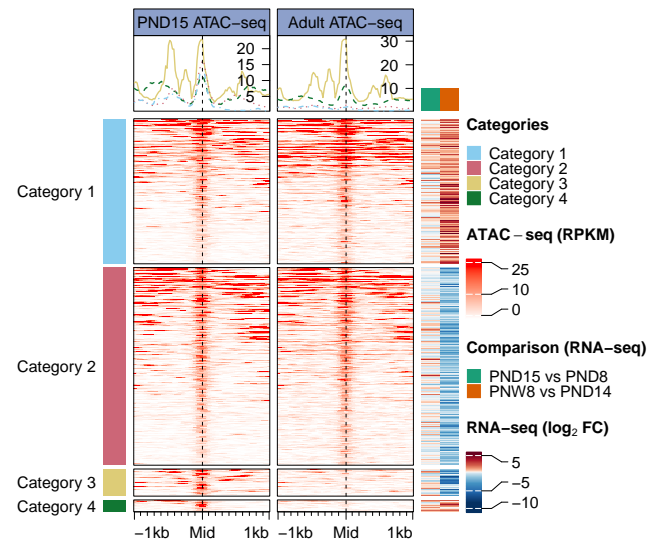 PND15 ATAC−seq
Adult ATAC−seq
20
15
10
5
30
20
10
Category 1
Category 2
Category 3
Category 4
−1kb Mid 1kb
−1kb Mid 1kb
Categories
Category 1
Category 2
Category 3
Category 4
ATAC−seq (RPKM)
25
10
0
Comparison (RNA−seq)
PND15 vs PND8
PNW8 vs PND14
RNA−seq (log₂ FC)
5
−5
−10